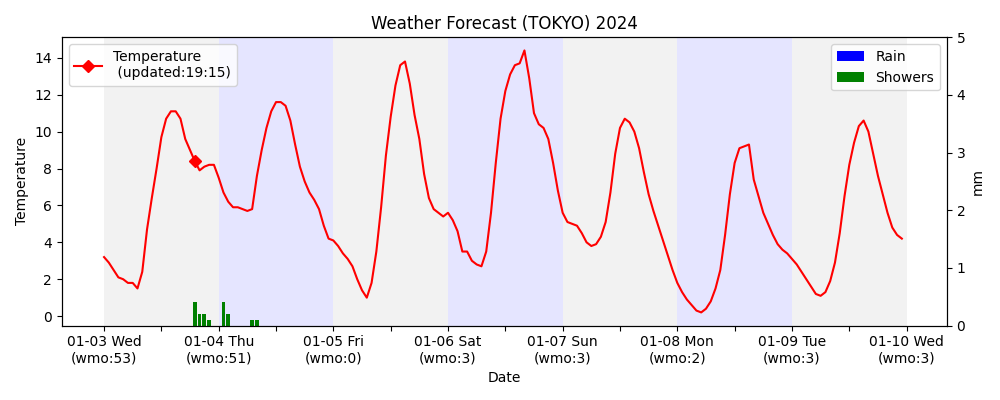 Weather Forecast (TOKYO) 2024
Temperature
(updated:19:15)
Rain
Showers
Temperature
14
12
10
8
6
4
2
0
5
4
3
2
1
0
mm
01-03 Wed 01-04 Thu 01-05 Fri 01-06 Sat 01-07 Sun 01-08 Mon 01-09 Tue 01-10 Wed
(wmo:53) (wmo:51) (wmo:0) (wmo:3) (wmo:3) (wmo:2) (wmo:3) (wmo:3)
Date